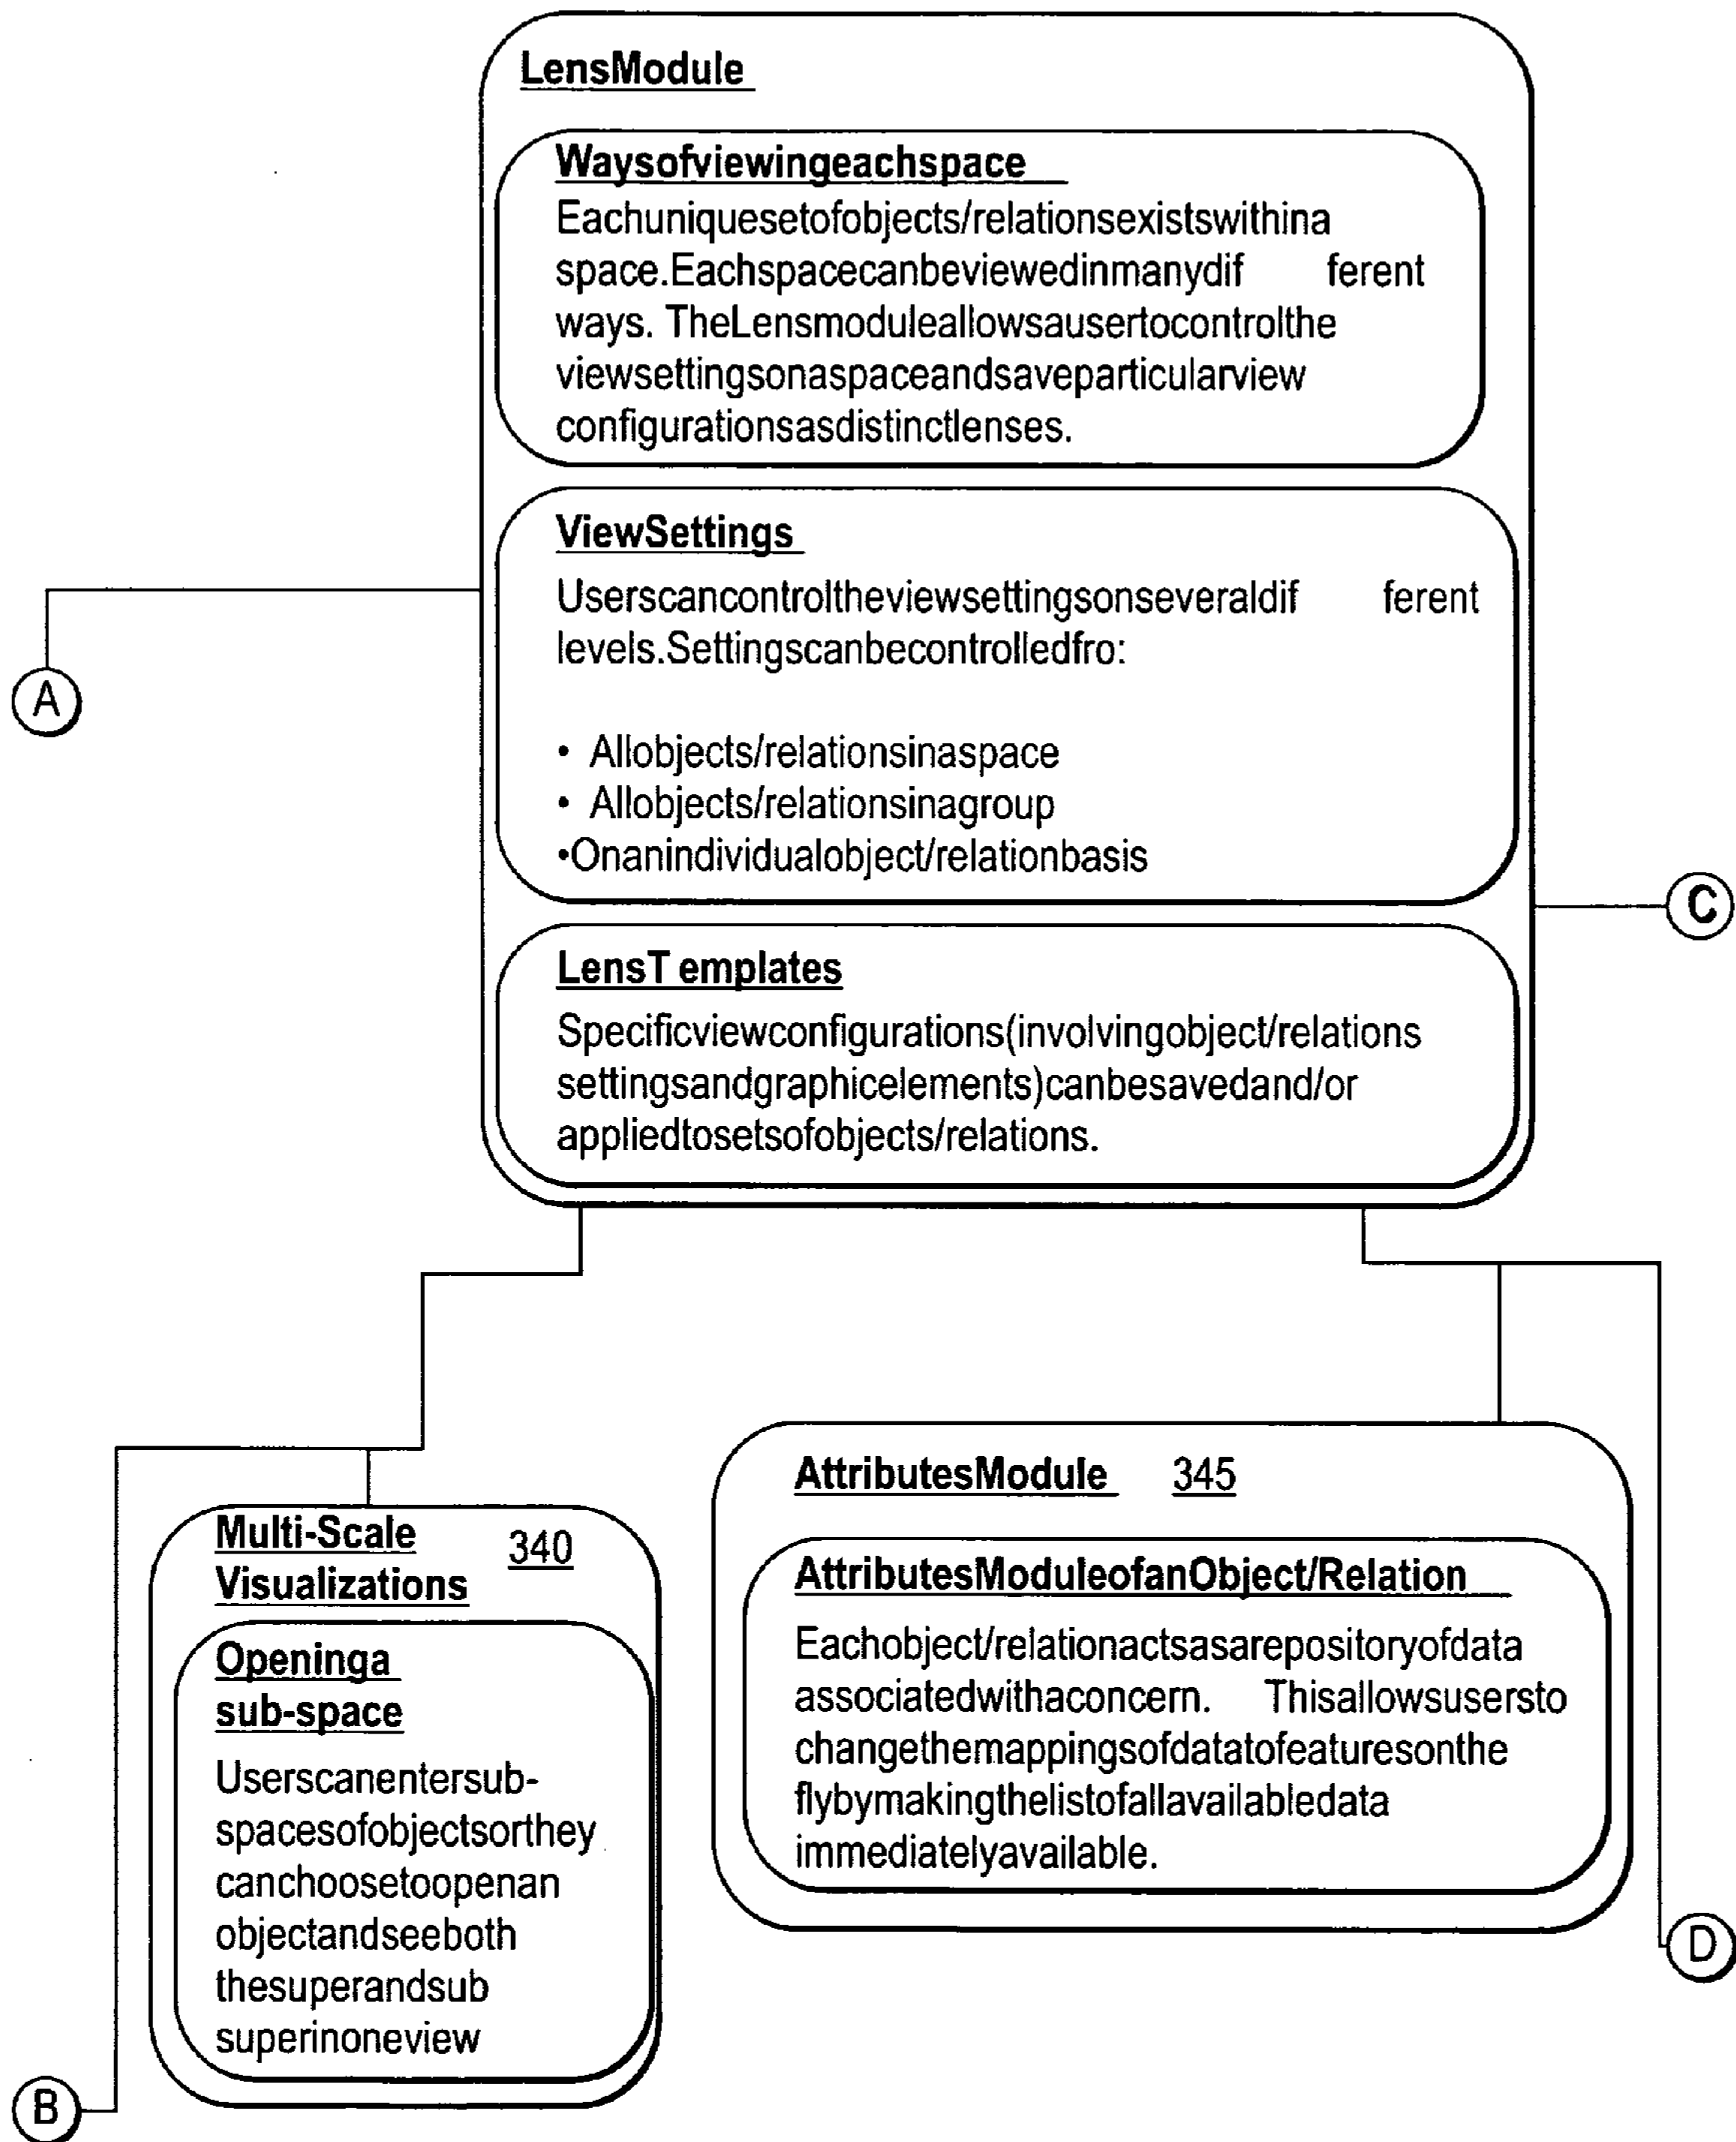 LensModule
Waysofviewingeachspace
Eachuniquesetofobjects/relationsexistswithina
space.Eachspacecanbeviewedinmanydif ferent
ways. TheLensmoduleallowsausertocontrolthe
viewsettingsonaspaceandsaveparticularview
configurationsasdistinctlenses.
ViewSettings
Userscancontroltheviewsettingsonseveraldif ferent
levels.Settingscanbecontrolledfro:
• Allobjects/relationsinaspace
• Allobjects/relationsinagroup
•Onanindividualobject/relationbasis
A
C
LensT emplates
Specificviewconfigurations(involvingobject/relations
settingsandgraphicelements)canbesavedand/or
appliedtosetsofobjects/relations.
Multi-Scale 340
Visualizations
Openinga
sub-space
Userscanentersub-
spacesofobjectsorthey
canchoosetoopenan
objectandseeboth
thesuperandsub
superinoneview
B
AttributesModule 345
AttributesModuleofanObject/Relation
Eachobject/relationactsasarepositoryofdata
associatedwithaconcern. Thisallowsusersto
changethemappingsofdatatofeaturesonthe
flybymakingthelistofallavailabledata
immediatelyavailable.
D